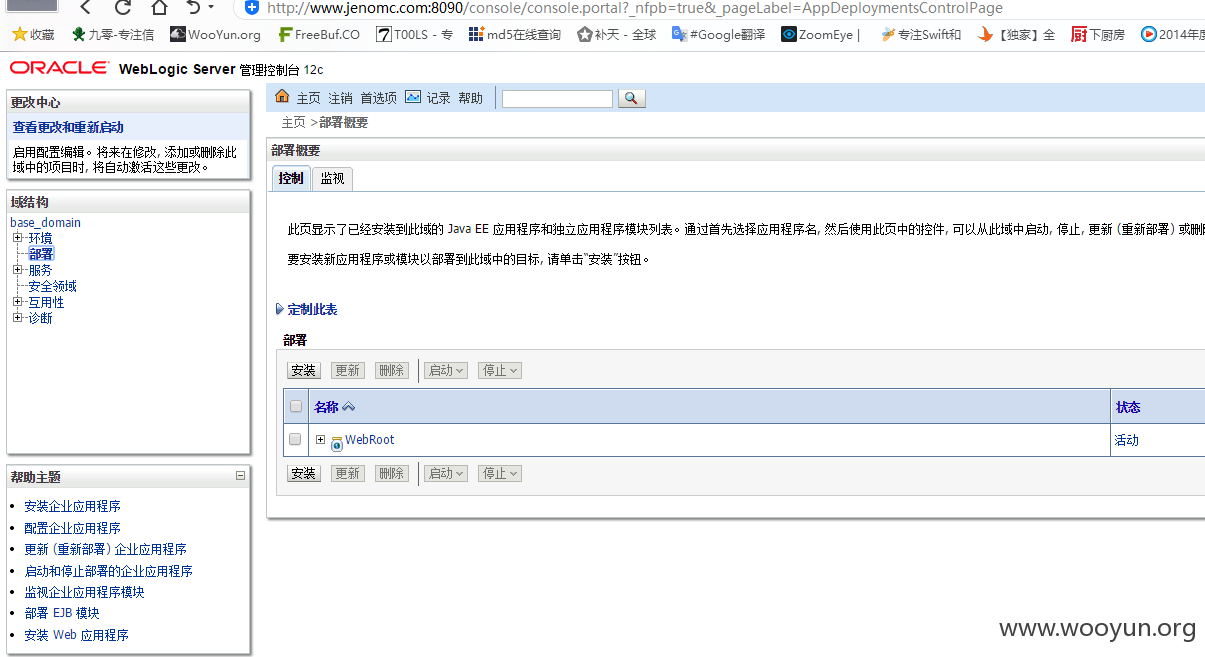 http://www.jenomc.com:8090/console/console.portal?_nfpb=true&_pageLabel=AppDeploymentsControlPage
收藏 九零-专注信 WooYun.org FreeBuf.CO T00LS - 专 md5在线查询 补天 - 全球 #Google翻译 ZoomEye | 专注Swift和 【独家】全 下厨房 2014年度
ORACLE WebLogic Server 管理控制台 12c
更改中心
查看更改和重新启动
启用配置编辑。将来在修改, 添加或删除此
域中的项目时, 将自动激活这些更改。
域结构
base_domain
环境
部署
服务
安全领域
互用性
诊断
帮助主题
安装企业应用程序
配置企业应用程序
更新 (重新部署) 企业应用程序
启动和停止部署的企业应用程序
监视企业应用程序模块
部署 EJB 模块
安装 Web 应用程序
主页 注销 首选项 记录 帮助
主页 >部署概要
部署概要
控制 监视
此页显示了已经安装到此域的 Java EE 应用程序和独立应用程序模块列表。通过首先选择应用程序名, 然后使用此页中的控件, 可以从此域中启动, 停止, 更新 (重新部署) 或删
要安装新应用程序或模块以部署到此域中的目标, 请单击“安装”按钮。
定制此表
部署
安装 更新 删除 启动 停止
名称 状态
WebRoot 活动
安装 更新 删除 启动 停止
www.wooyun.org